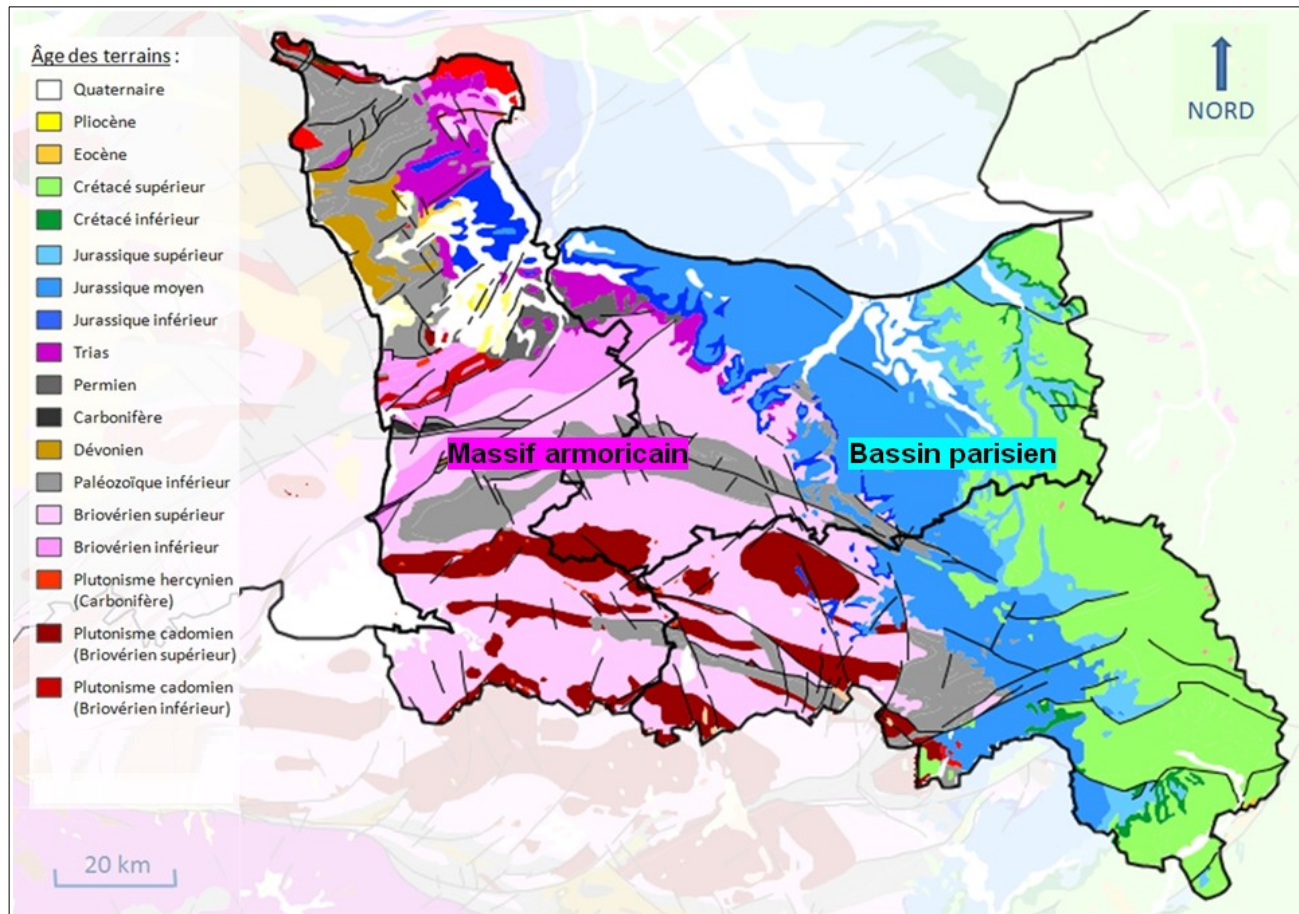 Âge des terrains :
Quaternaire
Pliocène
Eocène
Crétacé supérieur
Crétacé inférieur
Jurassique supérieur
Jurassique moyen
Jurassique inférieur
Trias
Permien
Carbonifère
Dévonien
Paléozoïque inférieur
Briovérien supérieur
Briovérien inférieur
Plutonisme hercynien
(Carbonifère)
Plutonisme cadomien
(Briovérien supérieur)
Plutonisme cadomien
(Briovérien inférieur)
20 km
NORD
Massif armoricain
Bassin parisien